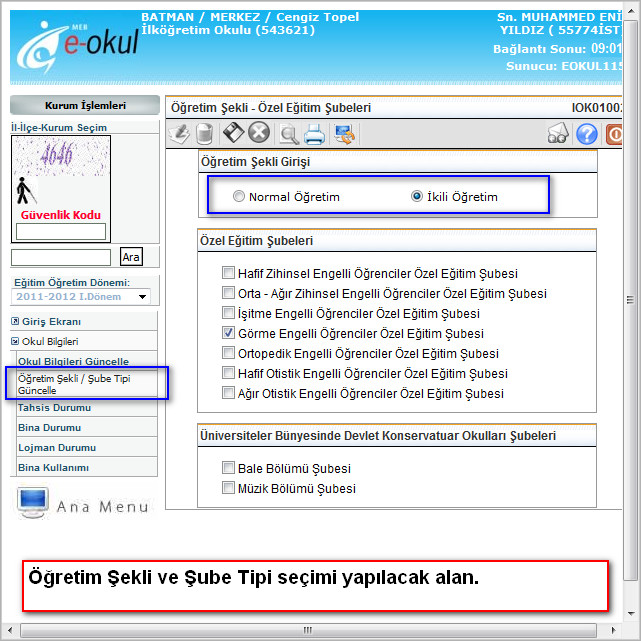 MEB
e-okul
BATMAN / MERKEZ / Cengiz Topel
İlköğretim Okulu (543621)
Sn. MUHAMMED ENİ
YILDIZ ( 55774İST
Bağlantı Sonu: 09:01
Sunucu: EOKUL115
Kurum İşlemleri
İl-İlçe-Kurum Seçim
4646
Güvenlik Kodu
Ara
Eğitim Öğretim Dönemi:
2011-2012 I.Dönem
Giriş Ekranı
Okul Bilgileri
Okul Bilgileri Güncelle
Öğretim Şekli / Şube Tipi
Güncelle
Tahsis Durumu
Bina Durumu
Lojman Durumu
Bina Kullanımı
Ana Menu
Öğretim Şekli - Özel Eğitim Şubeleri
IOK0100
Öğretim Şekli Girişi
Normal Öğretim
İkili Öğretim
Özel Eğitim Şubeleri
Hafif Zihinsel Engelli Öğrenciler Özel Eğitim Şubesi
Orta - Ağır Zihinsel Engelli Öğrenciler Özel Eğitim Şubesi
İşitme Engelli Öğrenciler Özel Eğitim Şubesi
Görme Engelli Öğrenciler Özel Eğitim Şubesi
Ortopedik Engelli Öğrenciler Özel Eğitim Şubesi
Hafif Otistik Engelli Öğrenciler Özel Eğitim Şubesi
Ağır Otistik Engelli Öğrenciler Özel Eğitim Şubesi
Üniversiteler Bünyesinde Devlet Konservatuar Okulları Şubeleri
Bale Bölümü Şubesi
Müzik Bölümü Şubesi
Öğretim Şekli ve Şube Tipi seçimi yapılacak alan.